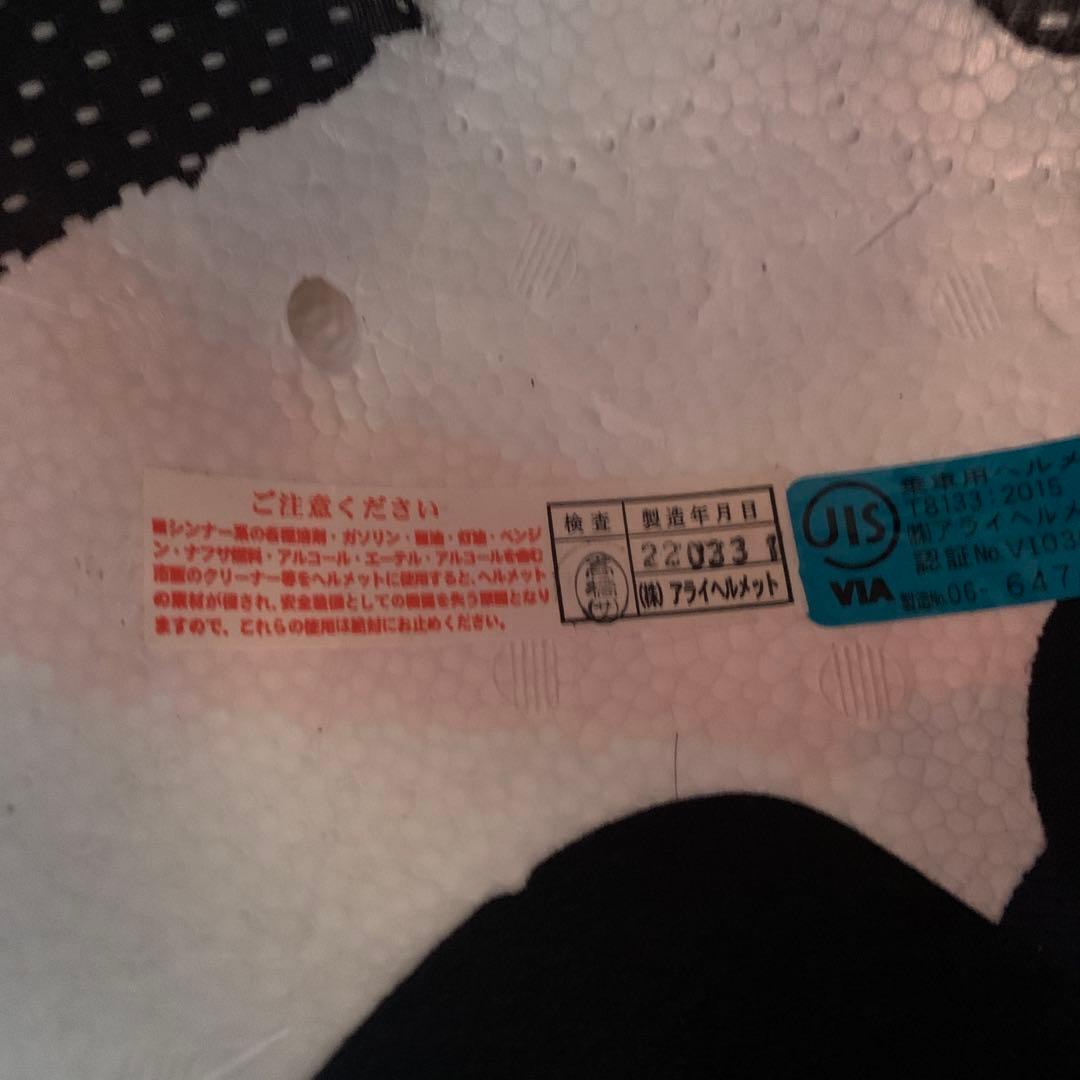 ご注意ください
■シンナー系の各種溶剤・ガソリン・軽油・灯油・ベンジ
ン・ナフサ燃料・アルコール・エーテル・アルコールを含む
市販のクリーナー等をヘルメットに使用すると、ヘルメット
の素材が侵され、安全装備としての機能を失う原因となり
ますので、これらの使用は絶対にお止めください。
検査 製造年月日
220331
(株)アライヘルメット
JIS
乗車用ヘルメ
T8133:2015
(株)アライヘルメ
認証No.VI03
VIA
製造No.06- 647